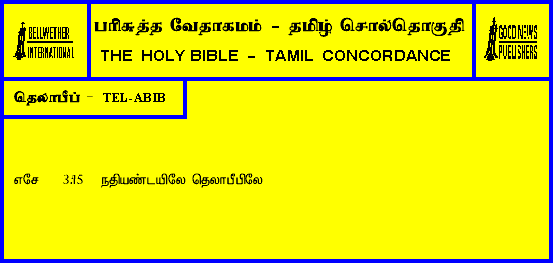 BELLWETHER
INTERNATIONAL
பரிசுத்த வேதாகமம் - தமிழ் சொல்தொகுதி
THE HOLY BIBLE - TAMIL CONCORDANCE
GOOD NEWS
PUBLISHERS
தெலாபீப் - TEL-ABIB
எசே 3:15 நதியண்டயிலே தெலாபீபிலே